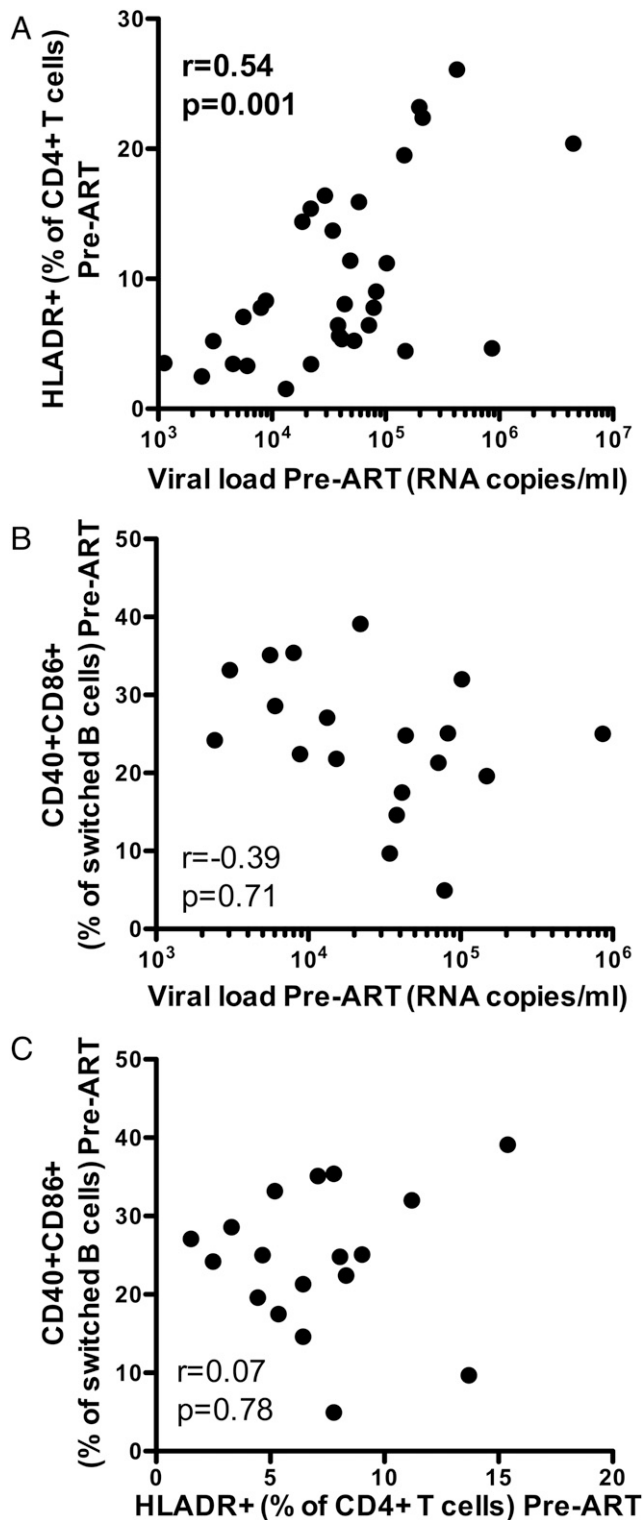 A
HLADR+ (% of CD4+ T cells)
Pre-ART
30
20
10
0
r=0.54
p=0.001
10³ 10⁴ 10⁵ 10⁶ 10⁷
Viral load Pre-ART (RNA copies/ml)
B
CD40+CD86+
(% of switched B cells) Pre-ART
50
40
30
20
10
0
r=-0.39
p=0.71
10³ 10⁴ 10⁵ 10⁶
Viral load Pre-ART (RNA copies/ml)
C
CD40+CD86+
(% of switched B cells) Pre-ART
50
40
30
20
10
0
r=0.07
p=0.78
0 5 10 15 20
HLADR+ (% of CD4+ T cells) Pre-ART